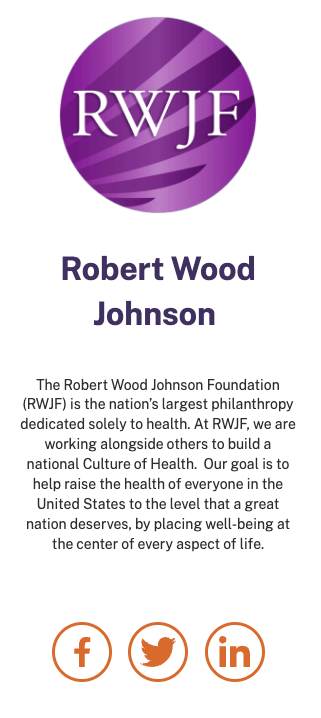 RWJF
Robert Wood
Johnson
The Robert Wood Johnson Foundation
(RWJF) is the nation’s largest philanthropy
dedicated solely to health. At RWJF, we are
working alongside others to build a
national Culture of Health.  Our goal is to
help raise the health of everyone in the
United States to the level that a great
nation deserves, by placing well-being at
the center of every aspect of life.
f
in